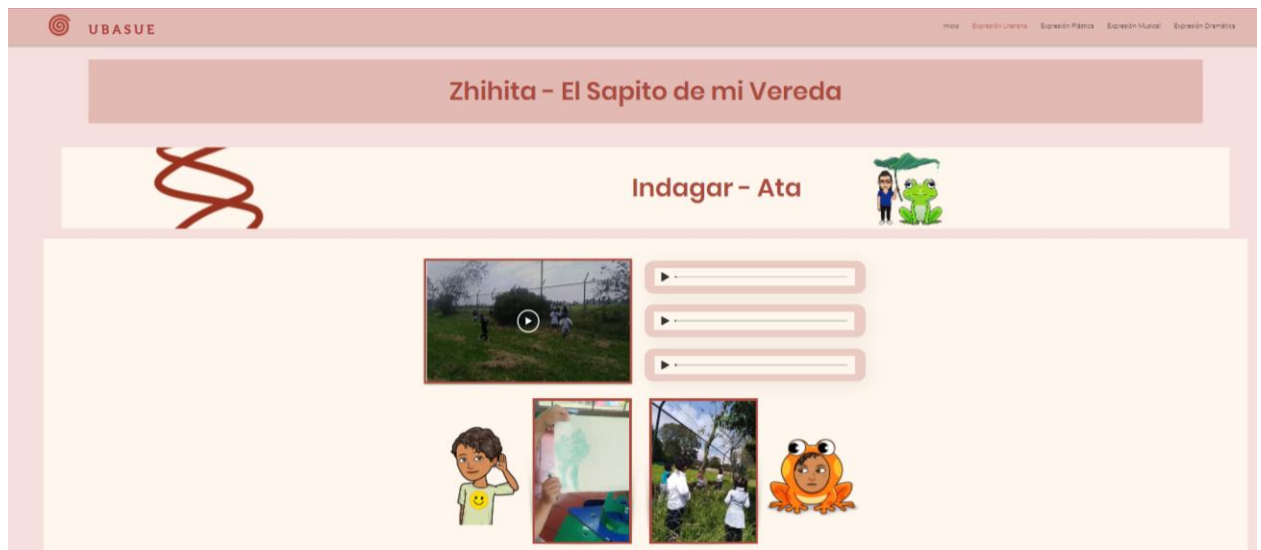 UBASUE
Inicio Expresión Literaria Expresión Plástica Expresión Musical Expresión Dramática
Zhihita - El Sapito de mi Vereda
Indagar - Ata